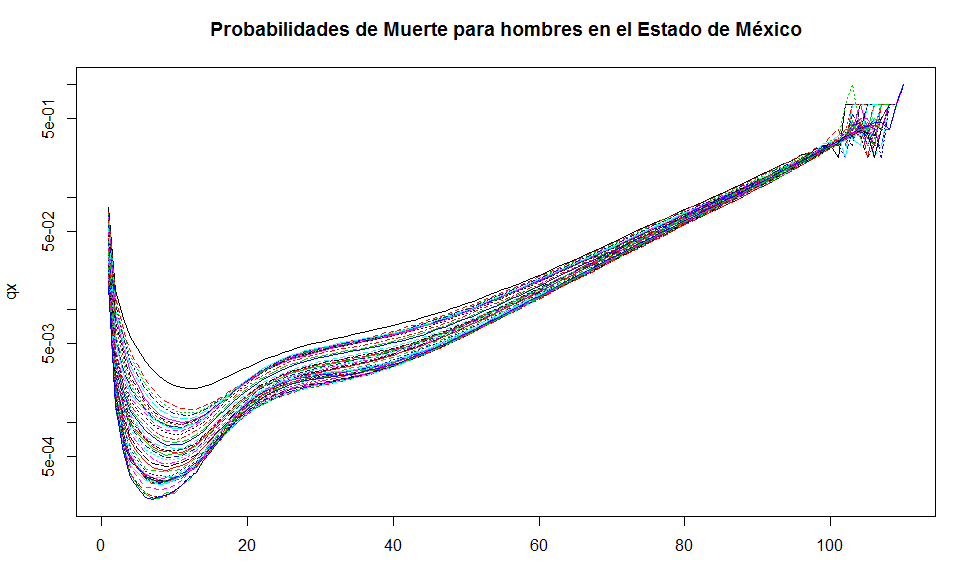 Probabilidades de Muerte para hombres en el Estado de México
qx
5e-01
5e-02
5e-03
5e-04
0 20 40 60 80 100